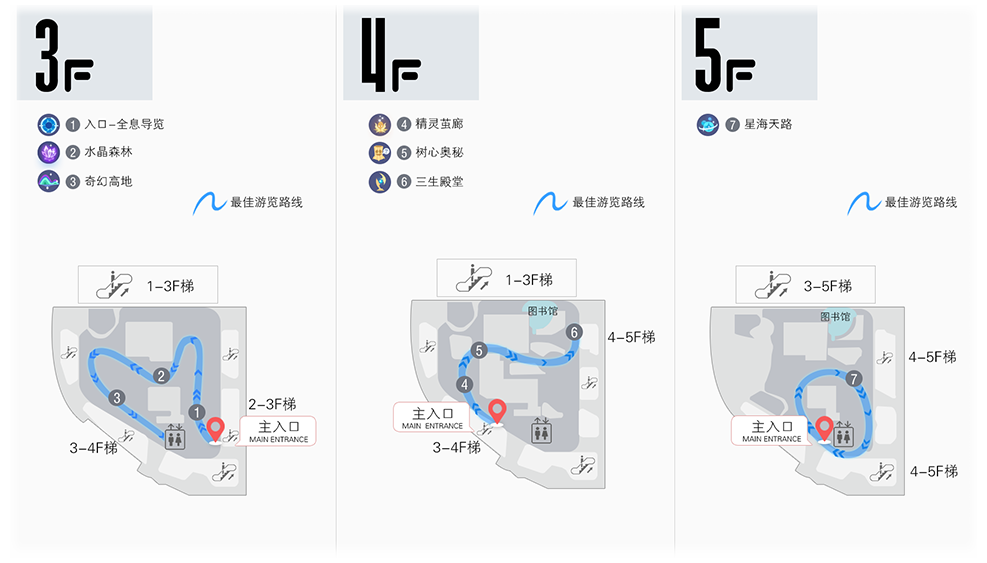 3F
1 入口-全息导览
2 水晶森林
3 奇幻高地
最佳游览路线
1-3F梯
2
3
1
2-3F梯
主入口
MAIN ENTRANCE
3-4F梯
4F
4 精灵茧廊
5 树心奥秘
6 三生殿堂
最佳游览路线
1-3F梯
图书馆
6
4-5F梯
5
4
主入口
MAIN ENTRANCE
3-4F梯
5F
7 星海天路
最佳游览路线
3-5F梯
图书馆
4-5F梯
7
主入口
MAIN ENTRANCE
4-5F梯